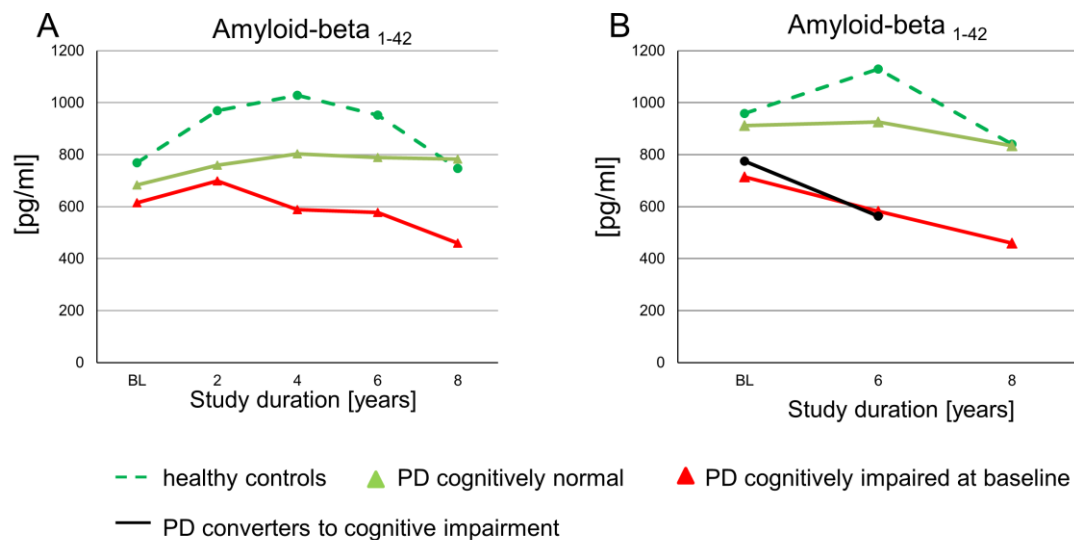 A
Amyloid-beta 1-42
1200
1000
800
600
400
200
0
[pg/ml]
BL 2 4 6 8
Study duration [years]
B
Amyloid-beta 1-42
1200
1000
800
600
400
200
0
[pg/ml]
BL 6 8
Study duration [years]
healthy controls PD cognitively normal PD cognitively impaired at baseline
PD converters to cognitive impairment